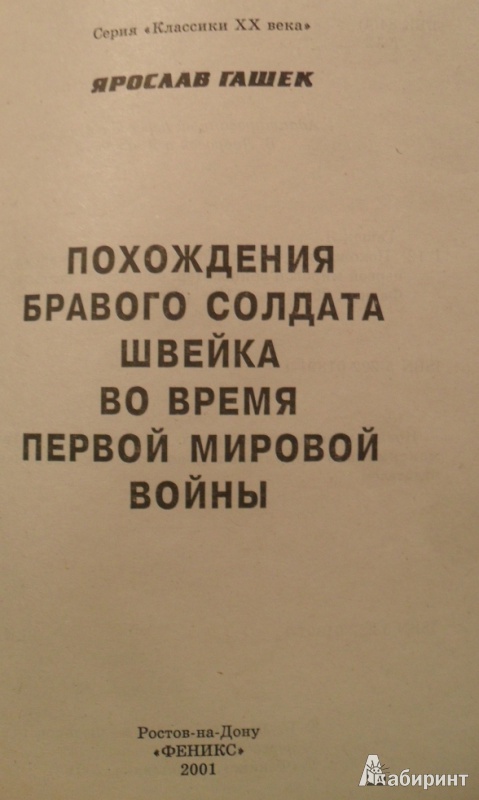 Серия «Классики XX века»
ЯРОСЛАВ ГАШЕК
ПОХОЖДЕНИЯ
БРАВОГО СОЛДАТА
ШВЕЙКА
ВО ВРЕМЯ
ПЕРВОЙ МИРОВОЙ
ВОЙНЫ
Ростов-на-Дону
«ФЕНИКС»
2001
Лабиринт